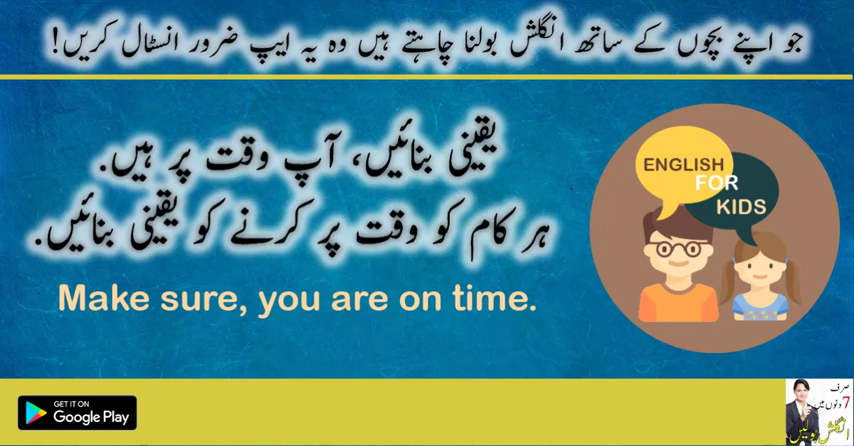 جو اپنے بچوں کے ساتھ انگلش بولنا چاہتے ہیں وہ یہ ایپ ضرور انسٹال کریں!
یقینی بنائیں، آپ وقت پر ہیں.
ہر کام کو وقت پر کرنے کو یقینی بنائیں.
Make sure, you are on time.
ENGLISH
FOR
KIDS
GET IT ON
Google Play
صرف
7 دنوں میں
انگلش بولیں